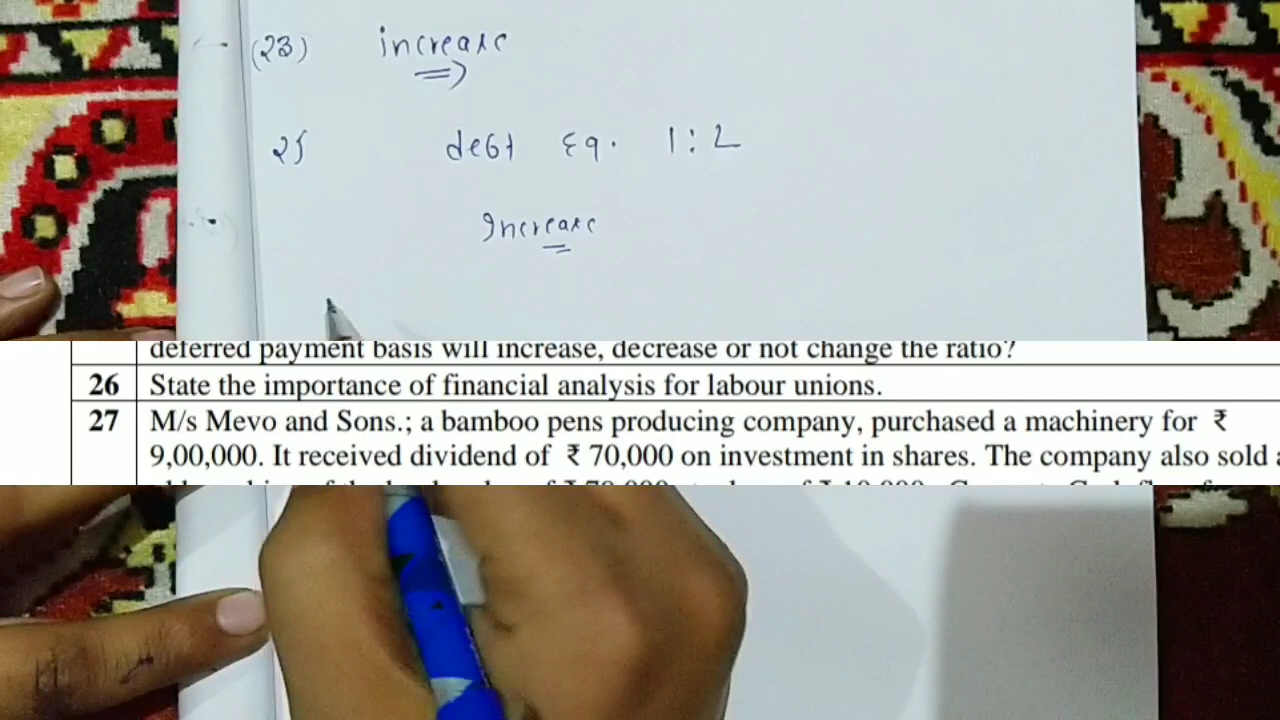 (23) increase
25 debt Eq. 1:2
Increase
deferred payment basis will increase, decrease or not change the ratio?
26 State the importance of financial analysis for labour unions.
27 M/s Mevo and Sons.; a bamboo pens producing company, purchased a machinery for ₹
9,00,000. It received dividend of ₹ 70,000 on investment in shares. The company also sold